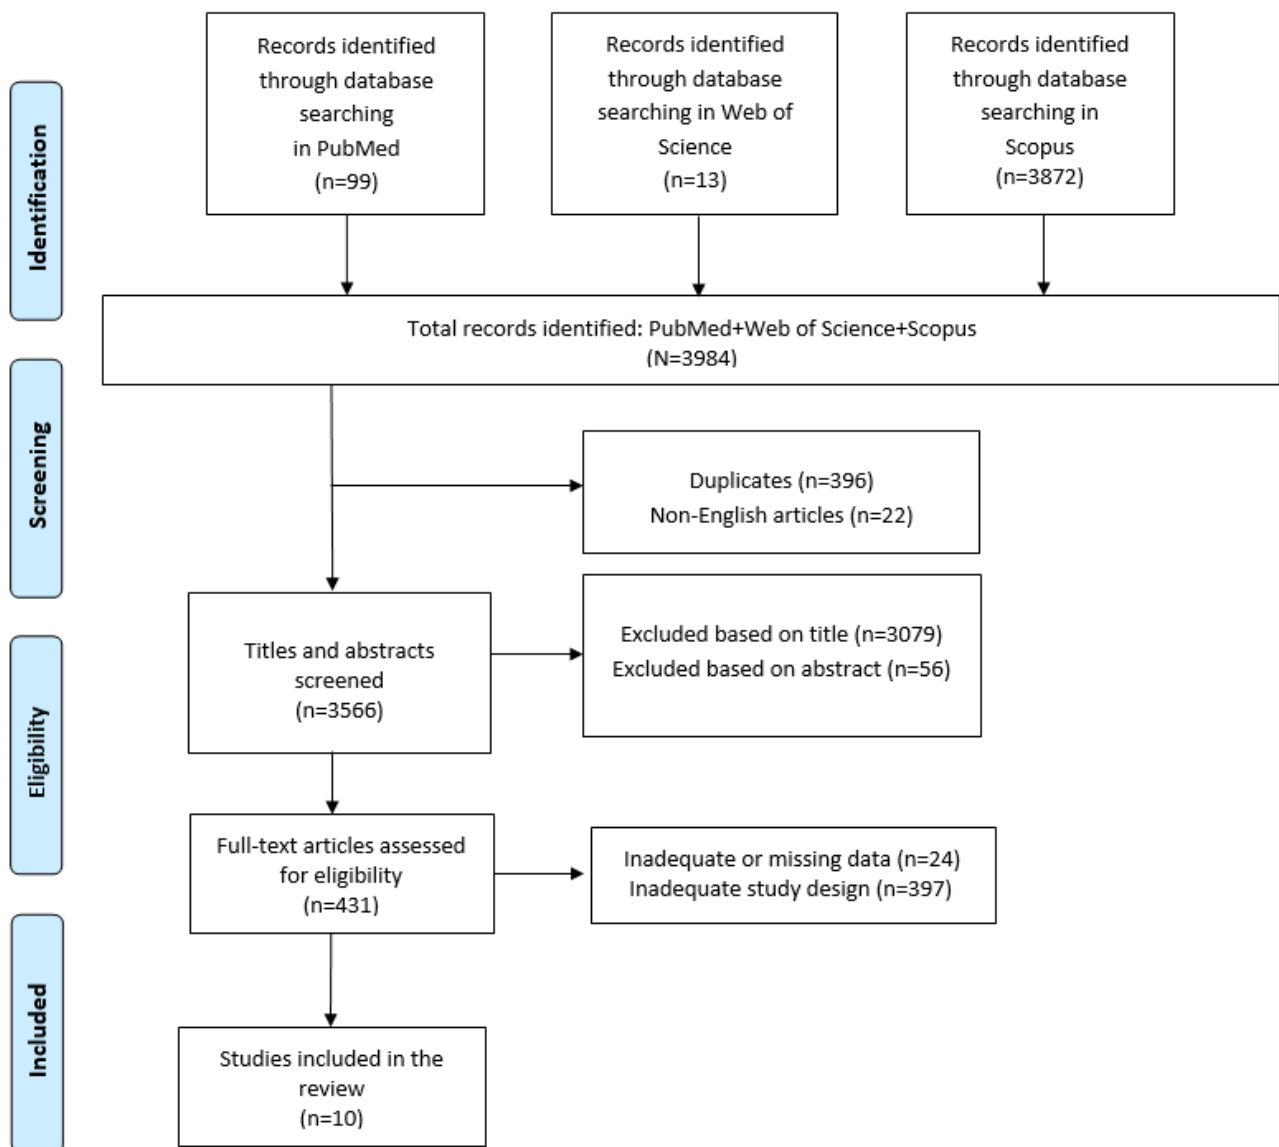 Identification
Records identified
through database
searching
in PubMed
(n=99)
Records identified
through database
searching in Web of
Science
(n=13)
Records identified
through database
searching in
Scopus
(n=3872)
Total records identified: PubMed+Web of Science+Scopus
(N=3984)
Screening
Duplicates (n=396)
Non-English articles (n=22)
Titles and abstracts
screened
(n=3566)
Excluded based on title (n=3079)
Excluded based on abstract (n=56)
Eligibility
Full-text articles assessed
for eligibility
(n=431)
Inadequate or missing data (n=24)
Inadequate study design (n=397)
Included
Studies included in the
review
(n=10)